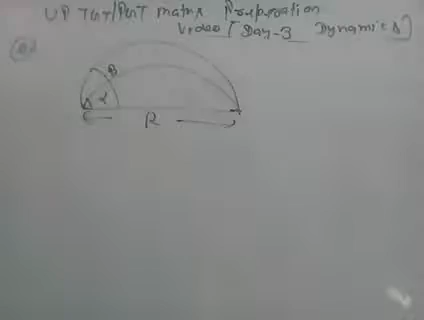 UP TGT/PGT maths Preparation
Video [Day-3 Dynamics]
(Q)
B
α
R